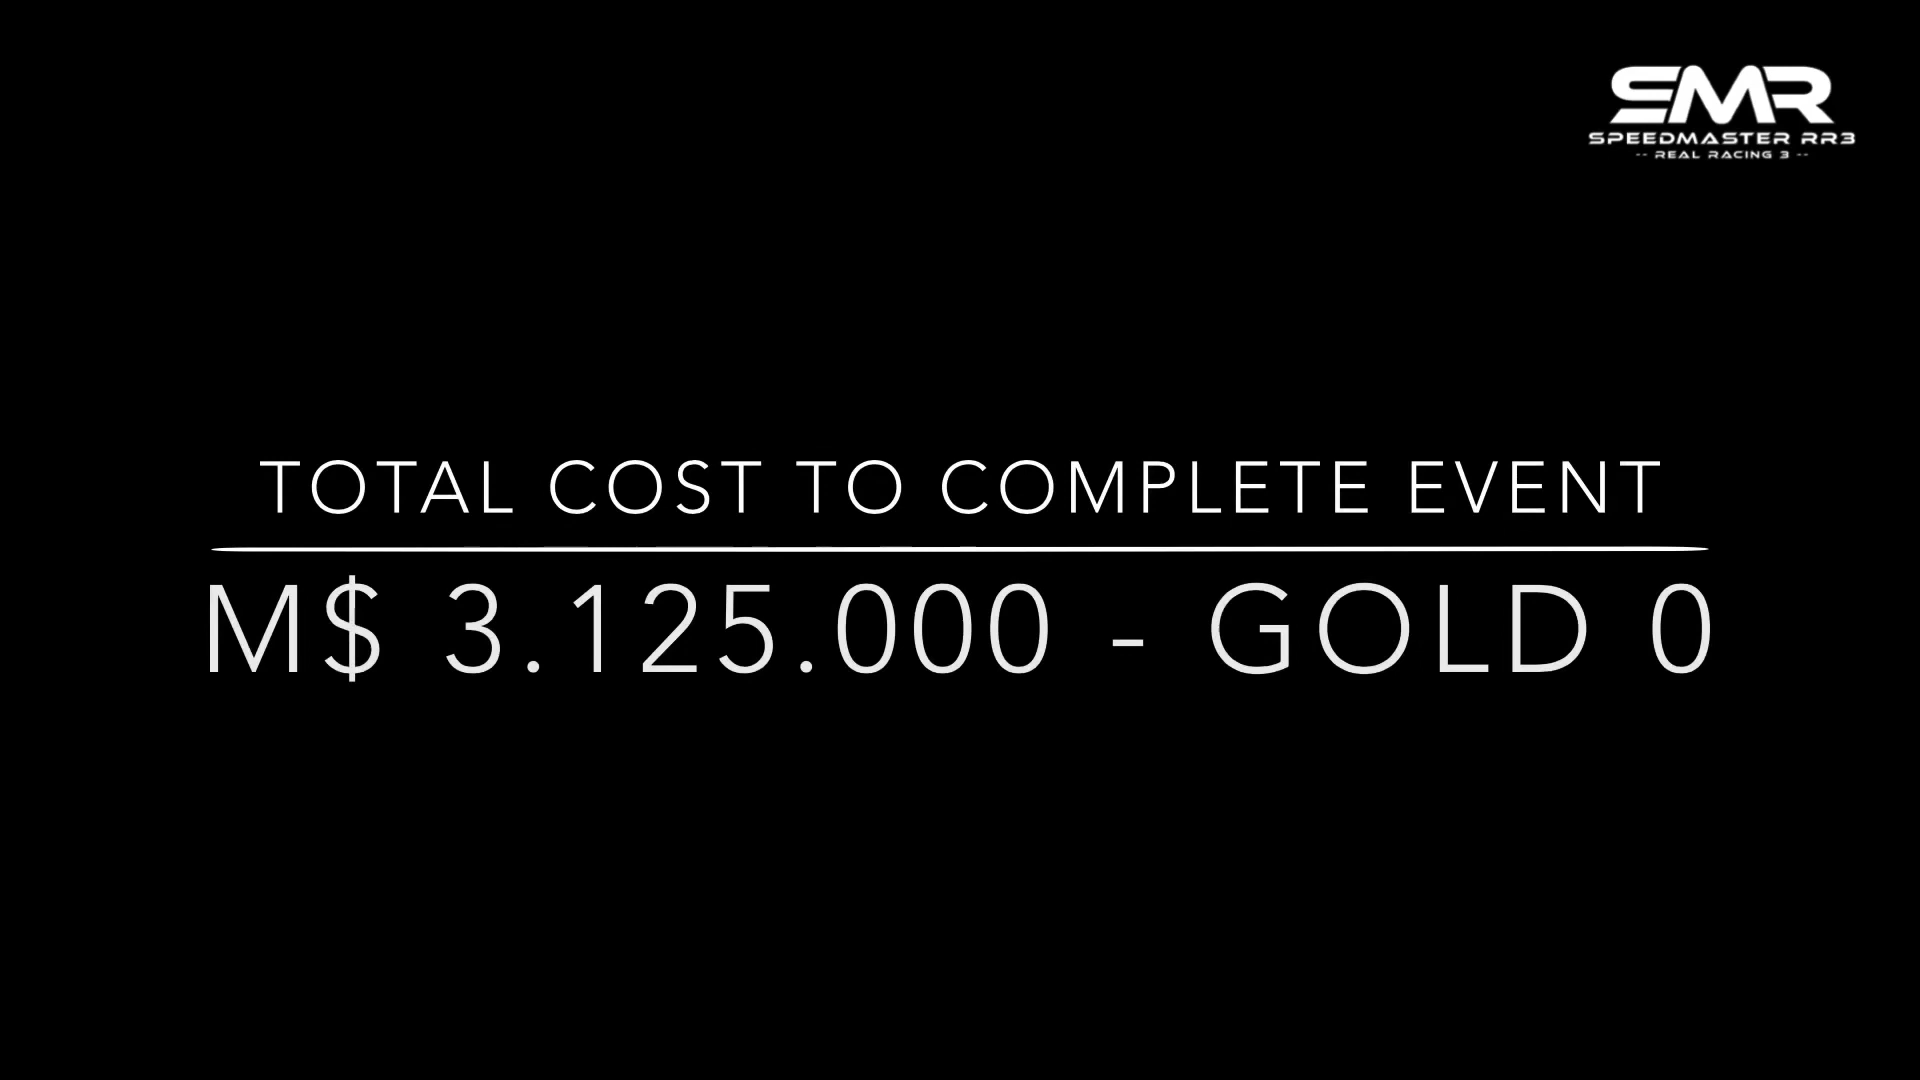 SMR
SPEEDMASTER RR3
-- REAL RACING 3 --
TOTAL COST TO COMPLETE EVENT
M$ 3.125.000 - GOLD 0